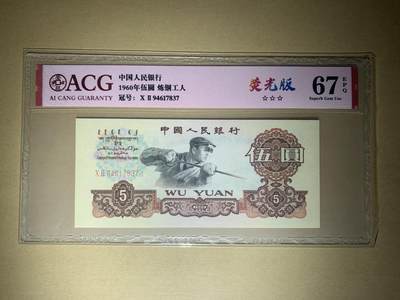 ACG
AI CANG GUARANTY
中国人民银行
1960年伍圆 炼钢工人
冠号: X II 94617837
荧光版
☆☆☆
67 EPQ
Superb Gem Unc
中國人民银行
伍圆
WU YUAN
5
5